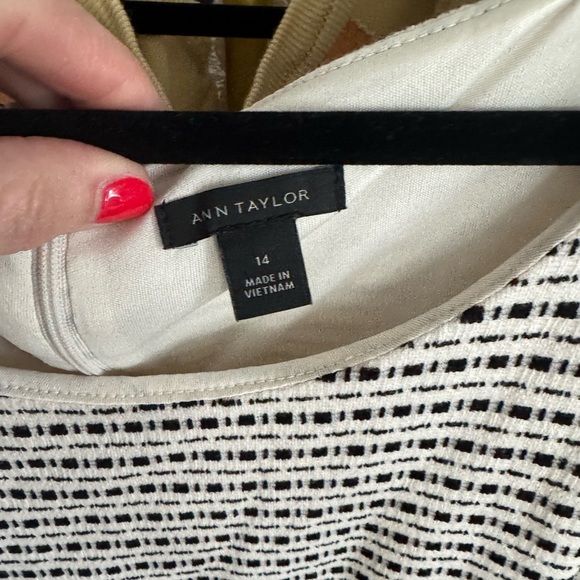 ANN TAYLOR
14
MADE IN
VIETNAM